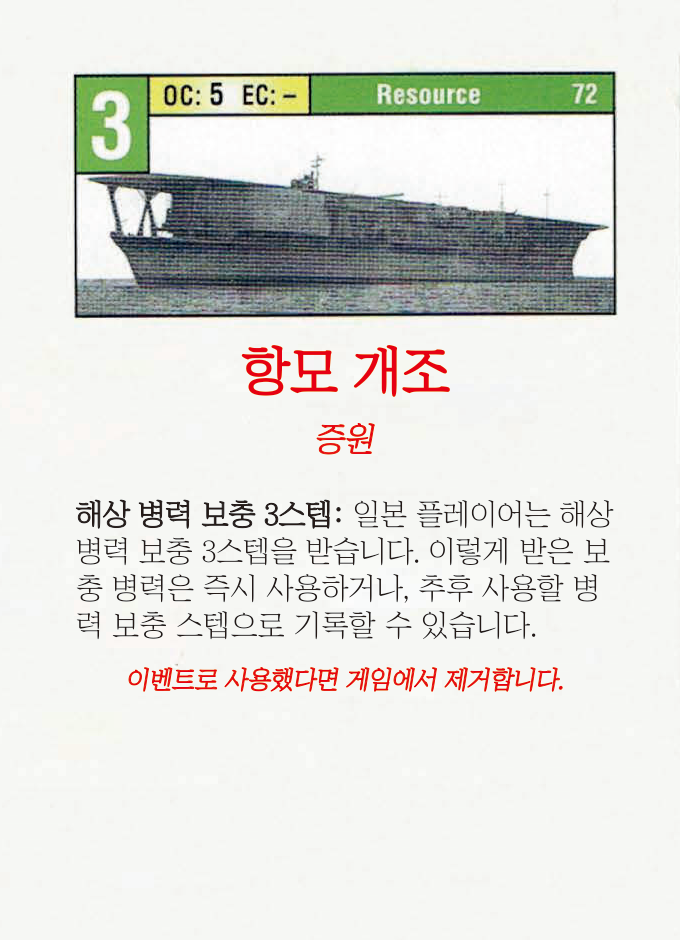 3 OC: 5 EC: – Resource 72
항모 개조
증원
해상 병력 보충 3스텝: 일본 플레이어는 해상
병력 보충 3스텝을 받습니다. 이렇게 받은 보
충 병력은 즉시 사용하거나, 추후 사용할 병
력 보충 스텝으로 기록할 수 있습니다.
이벤트로 사용했다면 게임에서 제거합니다.